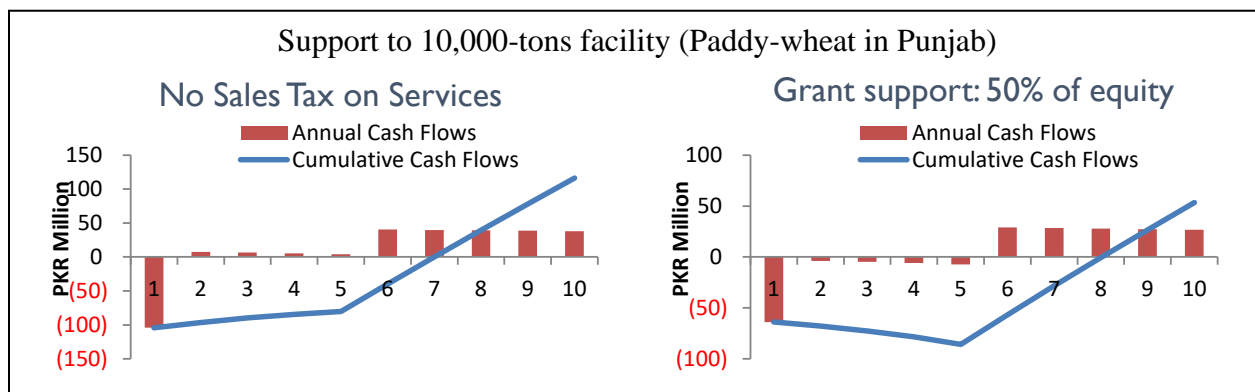 Support to 10,000-tons facility (Paddy-wheat in Punjab)
No Sales Tax on Services
Annual Cash Flows
Cumulative Cash Flows
PKR Million
150
100
50
0
(50)
(100)
(150)
1 2 3 4 5 6 7 8 9 10
Grant support: 50% of equity
Annual Cash Flows
Cumulative Cash Flows
PKR Million
100
50
0
(50)
(100)
1 2 3 4 5 6 7 8 9 10